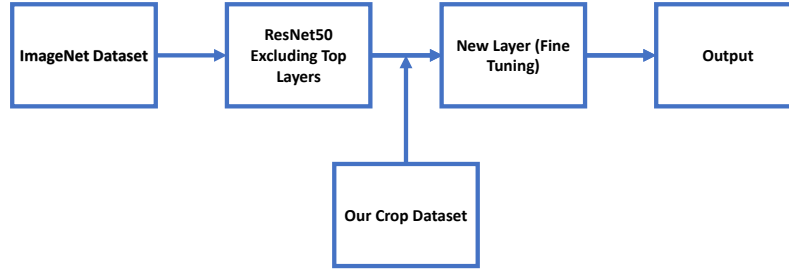 ImageNet Dataset
ResNet50
Excluding Top
Layers
New Layer (Fine
Tuning)
Output
Our Crop Dataset